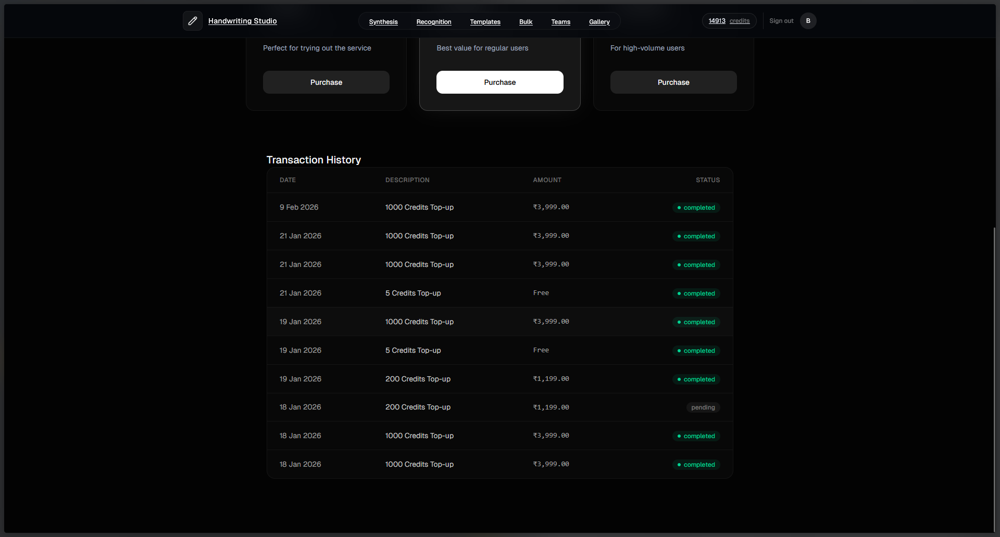 Handwriting Studio
Synthesis Recognition Templates Bulk Teams Gallery
14913 credits Sign out B
Perfect for trying out the service
Purchase
Best value for regular users
Purchase
For high-volume users
Purchase
Transaction History
DATE DESCRIPTION AMOUNT STATUS
9 Feb 2026 1000 Credits Top-up ₹3,999.00 completed
21 Jan 2026 1000 Credits Top-up ₹3,999.00 completed
21 Jan 2026 1000 Credits Top-up ₹3,999.00 completed
21 Jan 2026 5 Credits Top-up Free completed
19 Jan 2026 1000 Credits Top-up ₹3,999.00 completed
19 Jan 2026 5 Credits Top-up Free completed
19 Jan 2026 200 Credits Top-up ₹1,199.00 completed
18 Jan 2026 200 Credits Top-up ₹1,199.00 pending
18 Jan 2026 1000 Credits Top-up ₹3,999.00 completed
18 Jan 2026 1000 Credits Top-up ₹3,999.00 completed